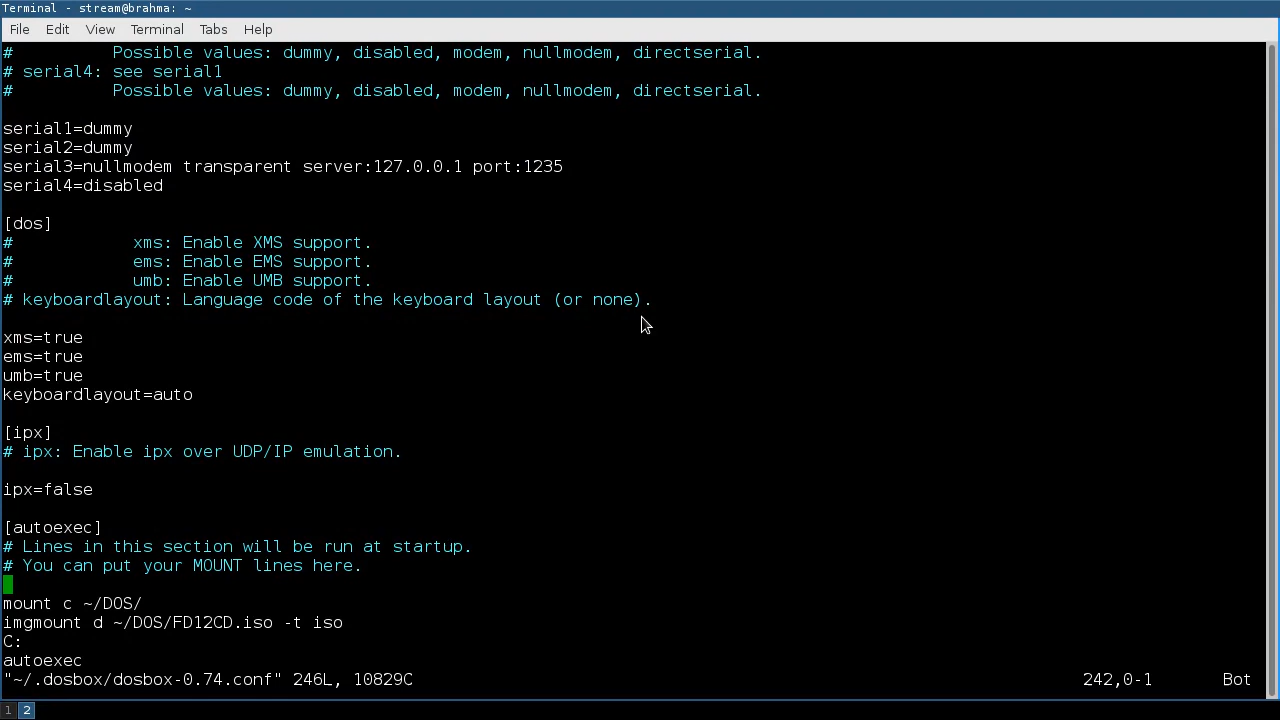 Terminal - stream@brahma: ~
File Edit View Terminal Tabs Help
# Possible values: dummy, disabled, modem, nullmodem, directserial.
# serial4: see serial1
# Possible values: dummy, disabled, modem, nullmodem, directserial.
serial1=dummy
serial2=dummy
serial3=nullmodem transparent server:127.0.0.1 port:1235
serial4=disabled
[dos]
# xms: Enable XMS support.
# ems: Enable EMS support.
# umb: Enable UMB support.
# keyboardlayout: Language code of the keyboard layout (or none).
xms=true
ems=true
umb=true
keyboardlayout=auto
[ipx]
# ipx: Enable ipx over UDP/IP emulation.
ipx=false
[autoexec]
# Lines in this section will be run at startup.
# You can put your MOUNT lines here.
mount c ~/DOS/
imgmount d ~/DOS/FD12CD.iso -t iso
C:
autoexec
"~/.dosbox/dosbox-0.74.conf" 246L, 10829C 242,0-1 Bot
1 2